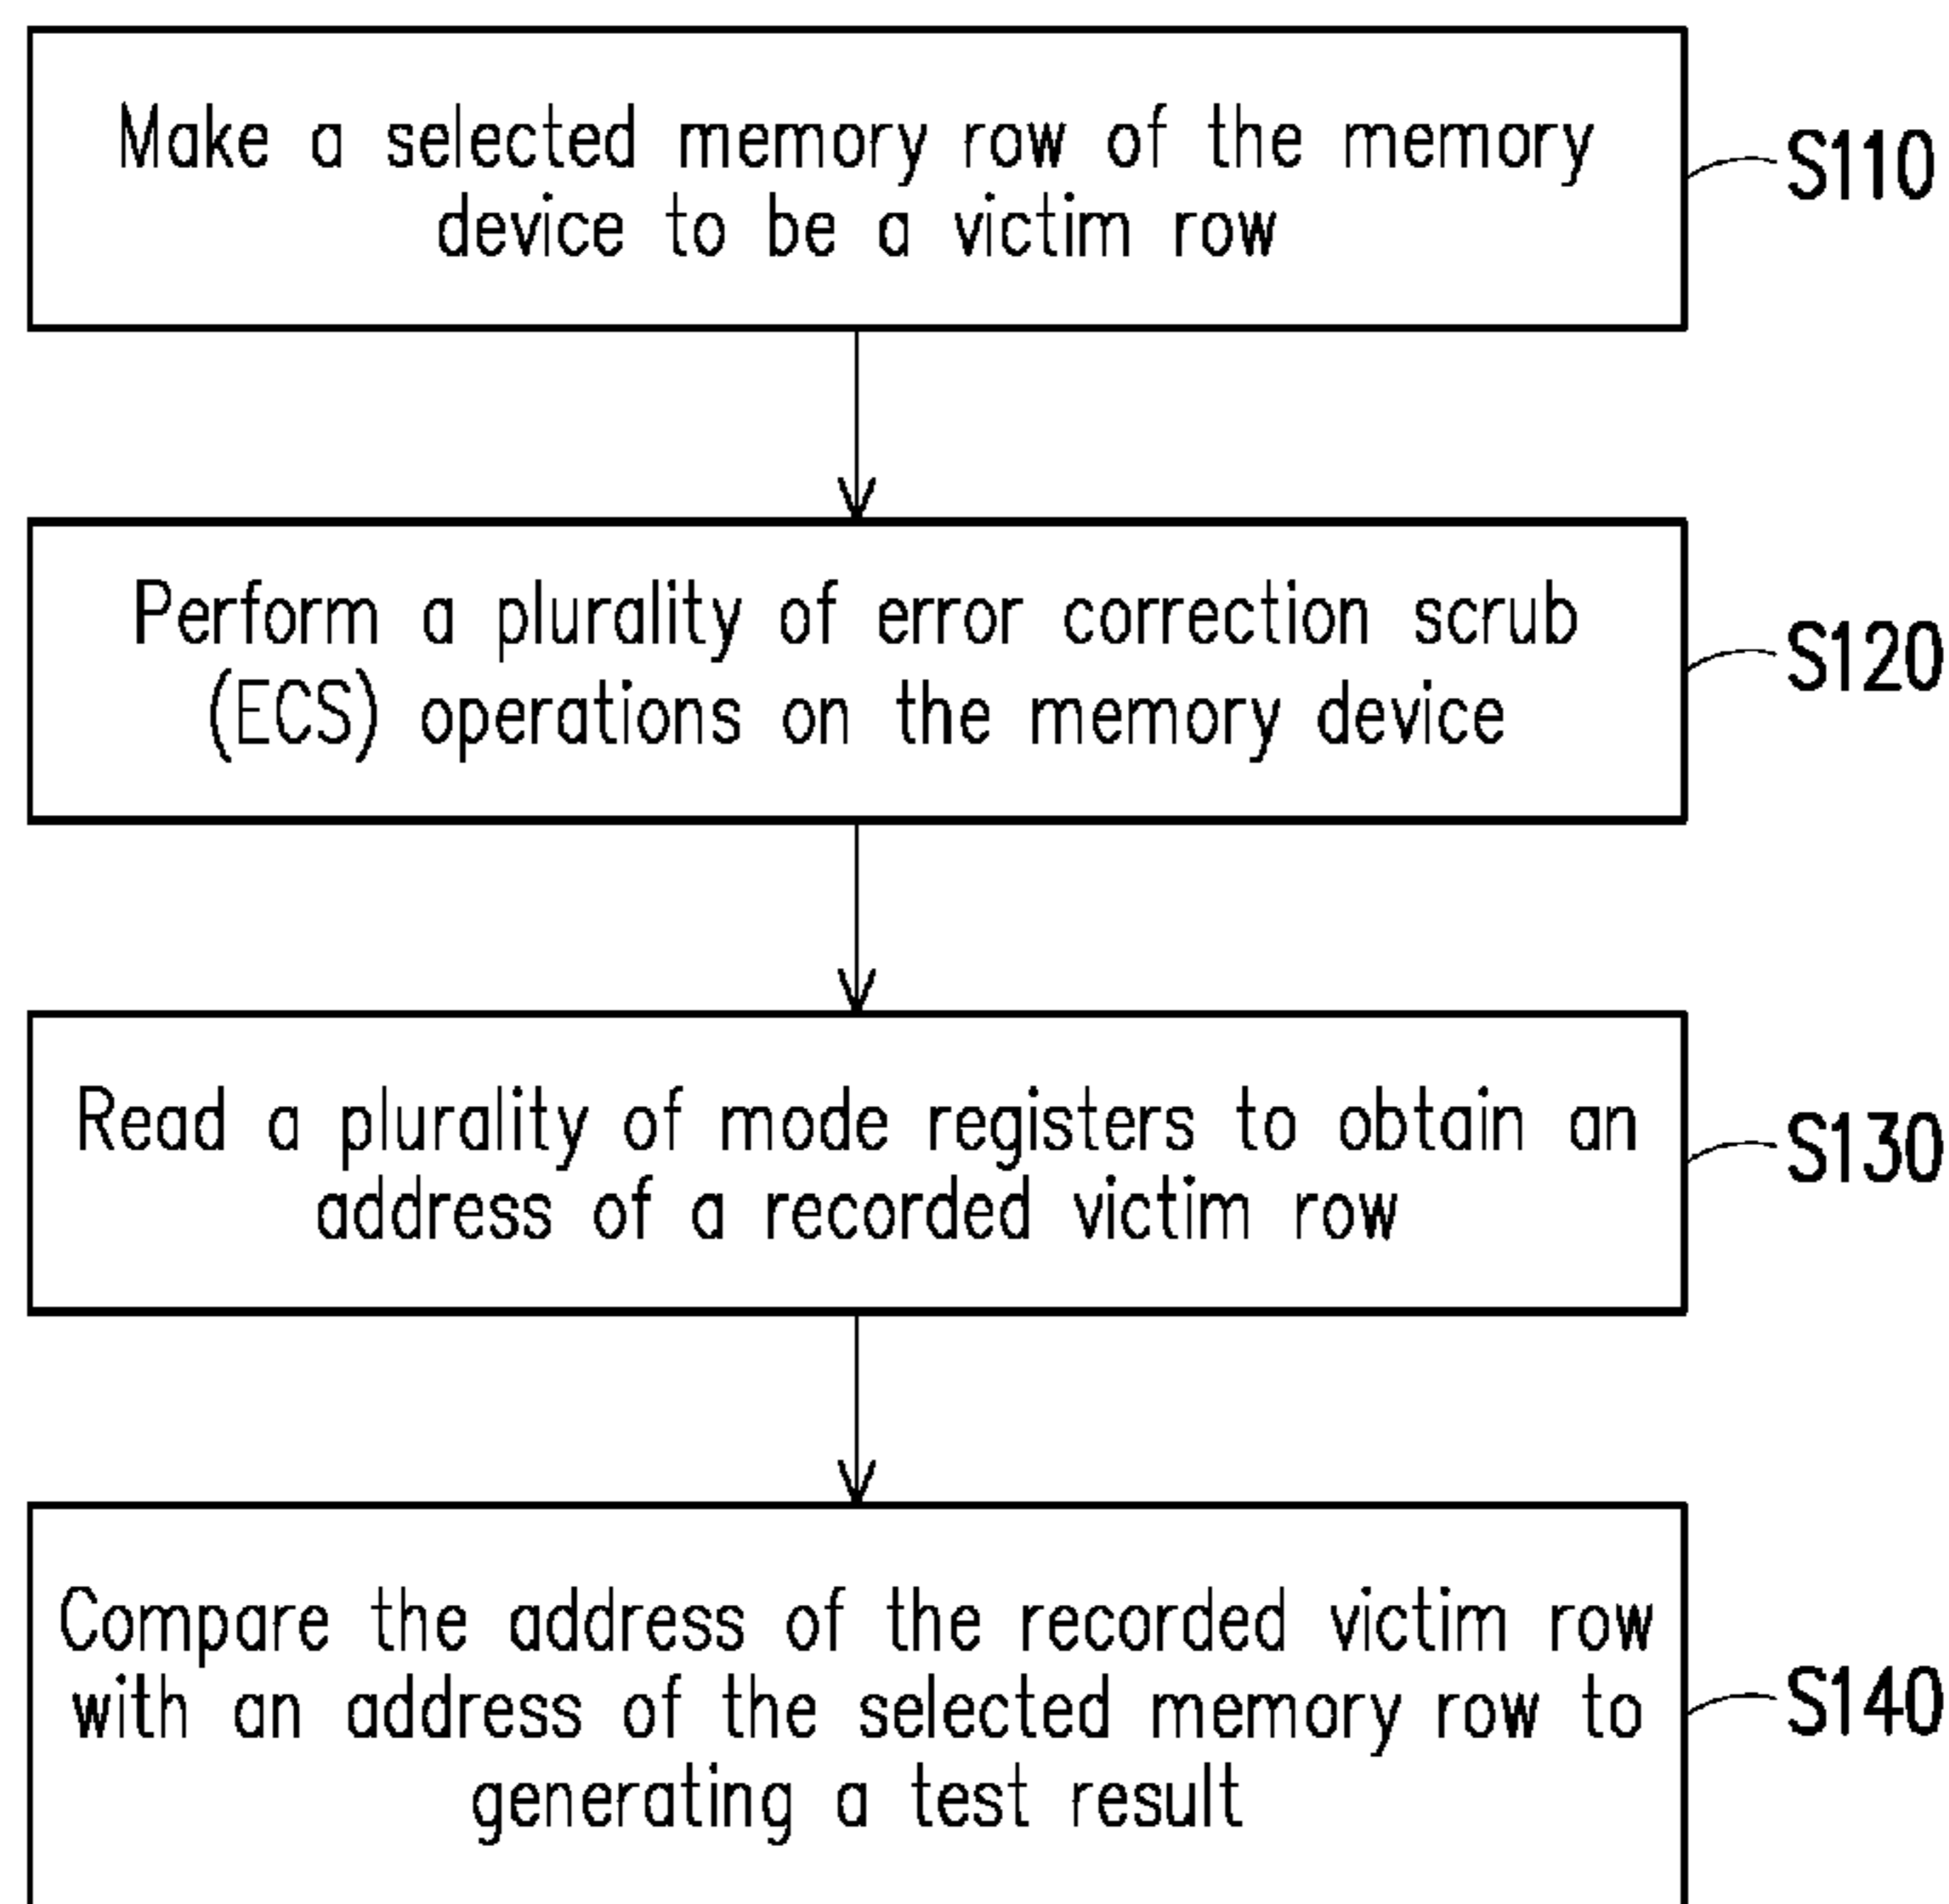 Make a selected memory row of the memory
device to be a victim row
S110
Perform a plurality of error correction scrub
(ECS) operations on the memory device
S120
Read a plurality of mode registers to obtain an
address of a recorded victim row
S130
Compare the address of the recorded victim row
with an address of the selected memory row to
generating a test result
S140